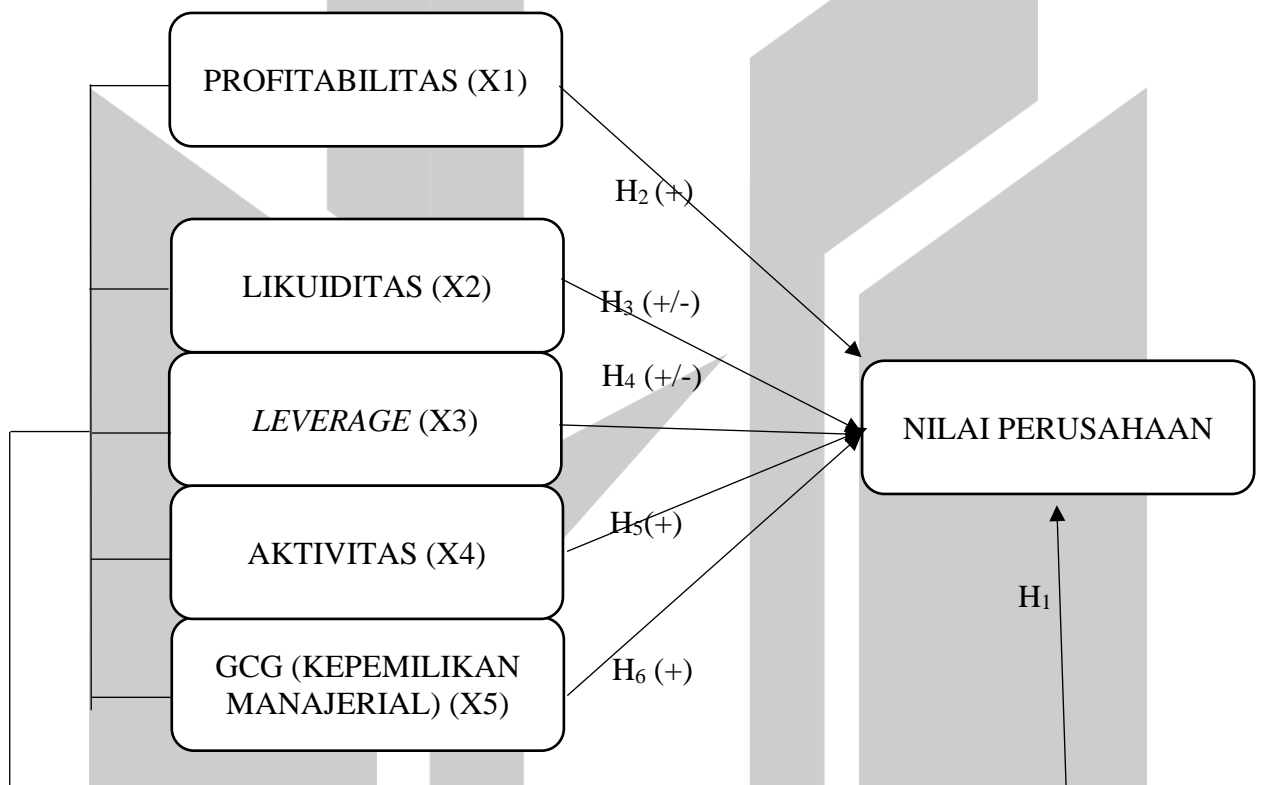 PROFITABILITAS (X1)
H₂ (+)
LIKUIDITAS (X2)
H₃ (+/-)
H₄ (+/-)
LEVERAGE (X3)
NILAI PERUSAHAAN
H₅(+)
AKTIVITAS (X4)
H₁
GCG (KEPEMILIKAN
MANAJERIAL) (X5)
H₆ (+)